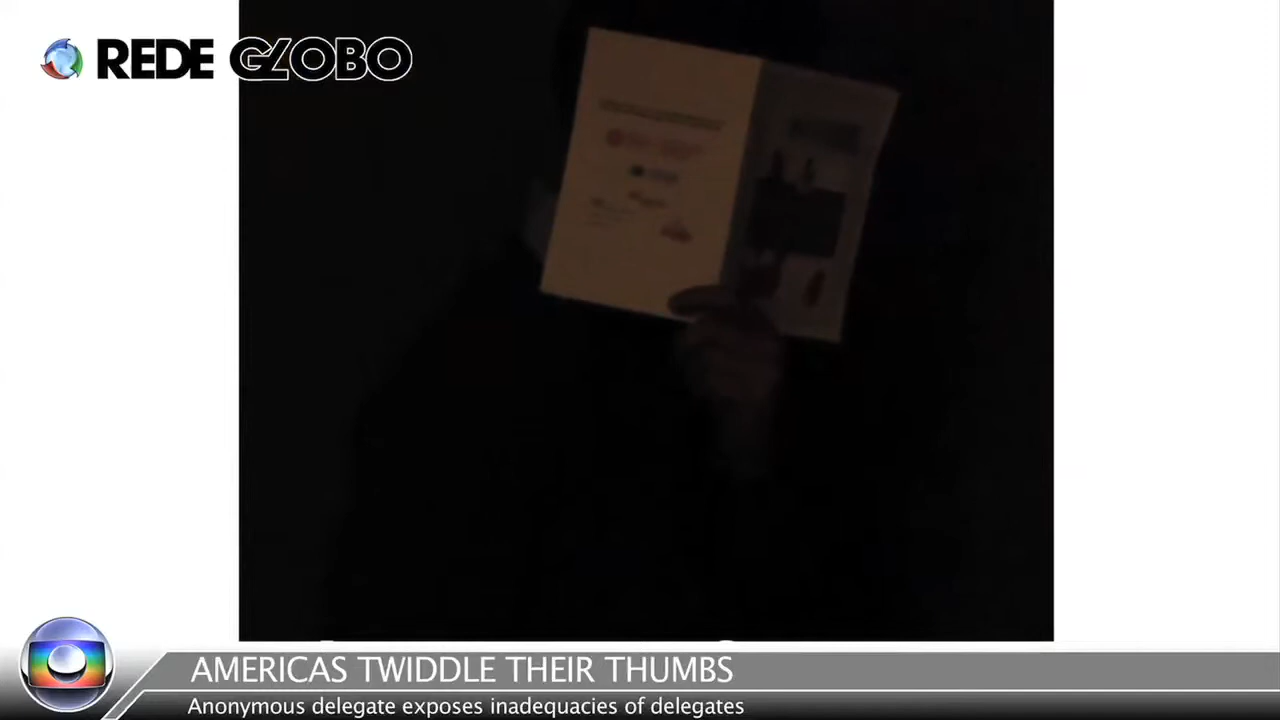 REDE GLOBO
AMERICAS TWIDDLE THEIR THUMBS
Anonymous delegate exposes inadequacies of delegates